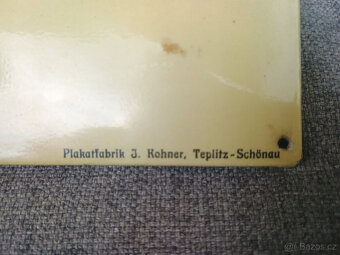 Plakatfabrik J. Kohner, Teplitz-Schönau
Bazos.cz